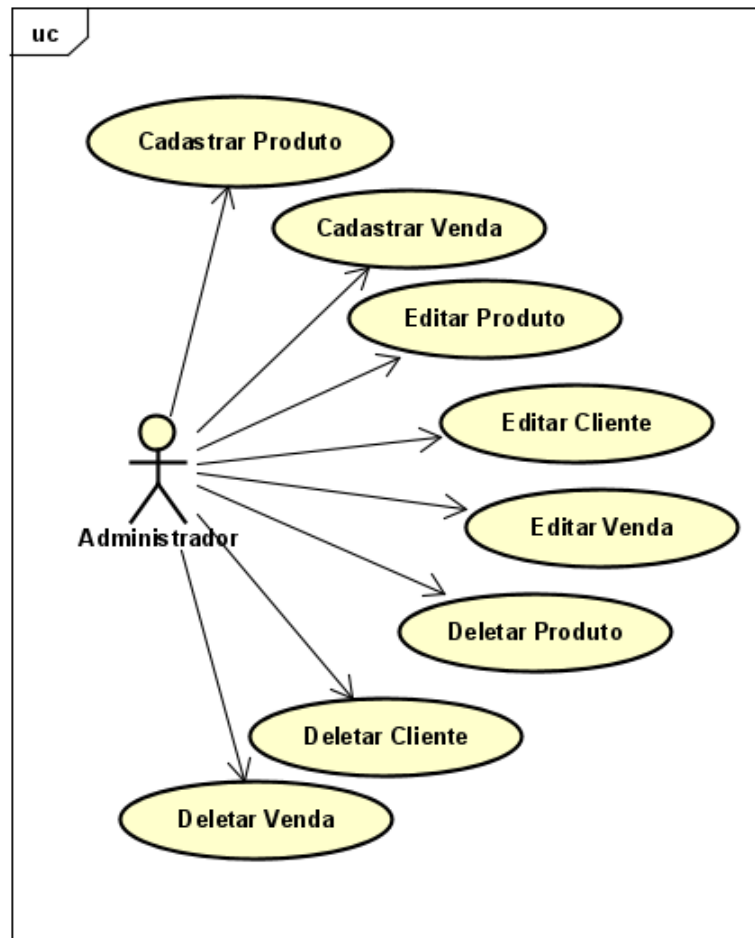 uc
Cadastrar Produto
Cadastrar Venda
Editar Produto
Editar Cliente
Editar Venda
Administrador
Deletar Produto
Deletar Cliente
Deletar Venda